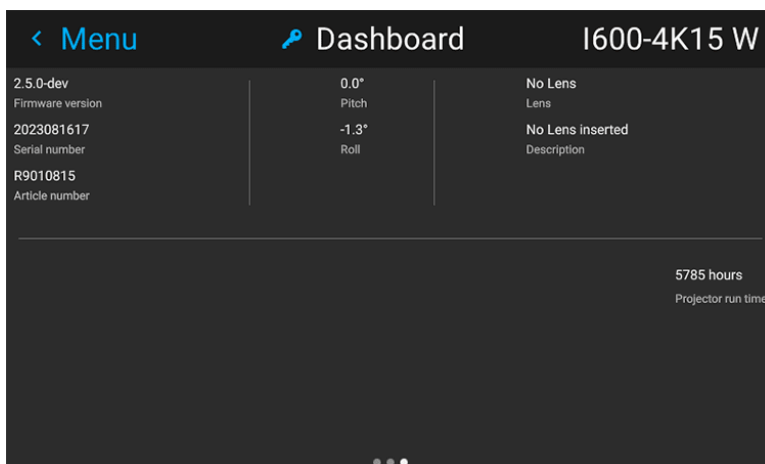 < Menu
Dashboard
I600-4K15 W
2.5.0-dev
Firmware version
2023081617
Serial number
R9010815
Article number
0.0°
Pitch
-1.3°
Roll
No Lens
Lens
No Lens inserted
Description
5785 hours
Projector run time